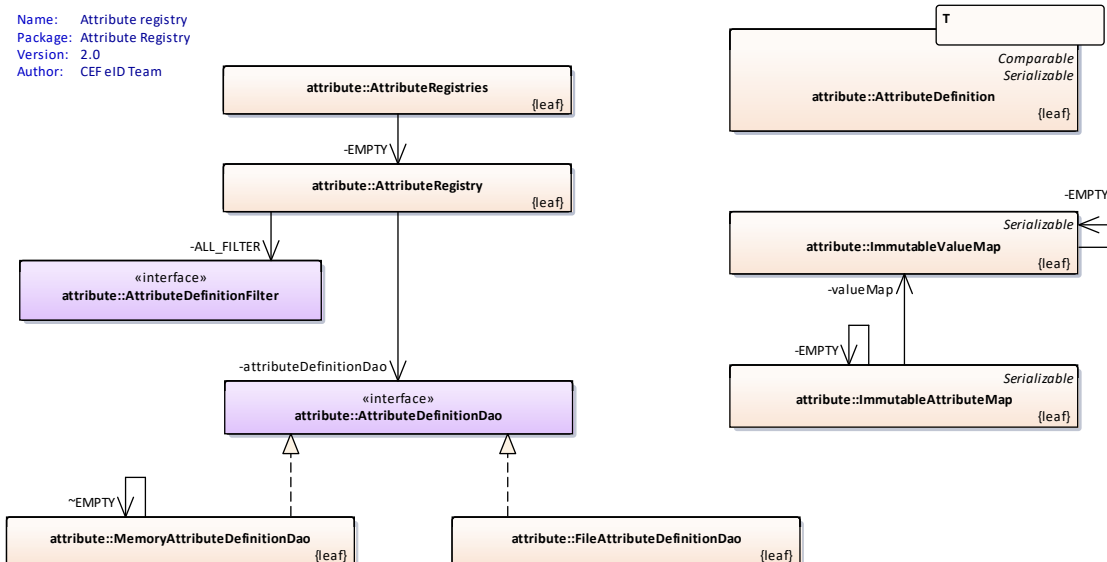 Name: Attribute registry
Package: Attribute Registry
Version: 2.0
Author: CEF eID Team
T
Comparable
Serializable
attribute::AttributeDefinition
{leaf}
attribute::AttributeRegistries
{leaf}
-EMPTY
attribute::AttributeRegistry
{leaf}
-ALL_FILTER
«interface»
attribute::AttributeDefinitionFilter
-EMPTY
Serializable
attribute::ImmutableValueMap
{leaf}
-valueMap
-EMPTY
Serializable
attribute::ImmutableAttributeMap
{leaf}
-attributeDefinitionDao
«interface»
attribute::AttributeDefinitionDao
~EMPTY
attribute::MemoryAttributeDefinitionDao
{leaf}
attribute::FileAttributeDefinitionDao
{leaf}